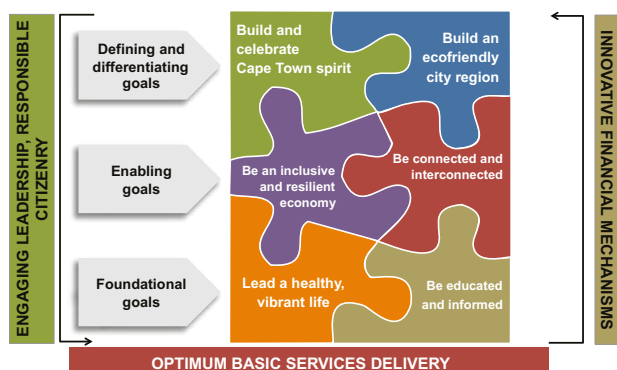 ENGAGING LEADERSHIP, RESPONSIBLE
CITIZENRY
Defining and
differentiating
goals
Build and
celebrate
Cape Town spirit
Build an
ecofriendly
city region
Enabling
goals
Be an inclusive
and resilient
economy
Be connected and
interconnected
Foundational
goals
Lead a healthy,
vibrant life
Be educated
and informed
INNOVATIVE FINANCIAL MECHANISMS
OPTIMUM BASIC SERVICES DELIVERY